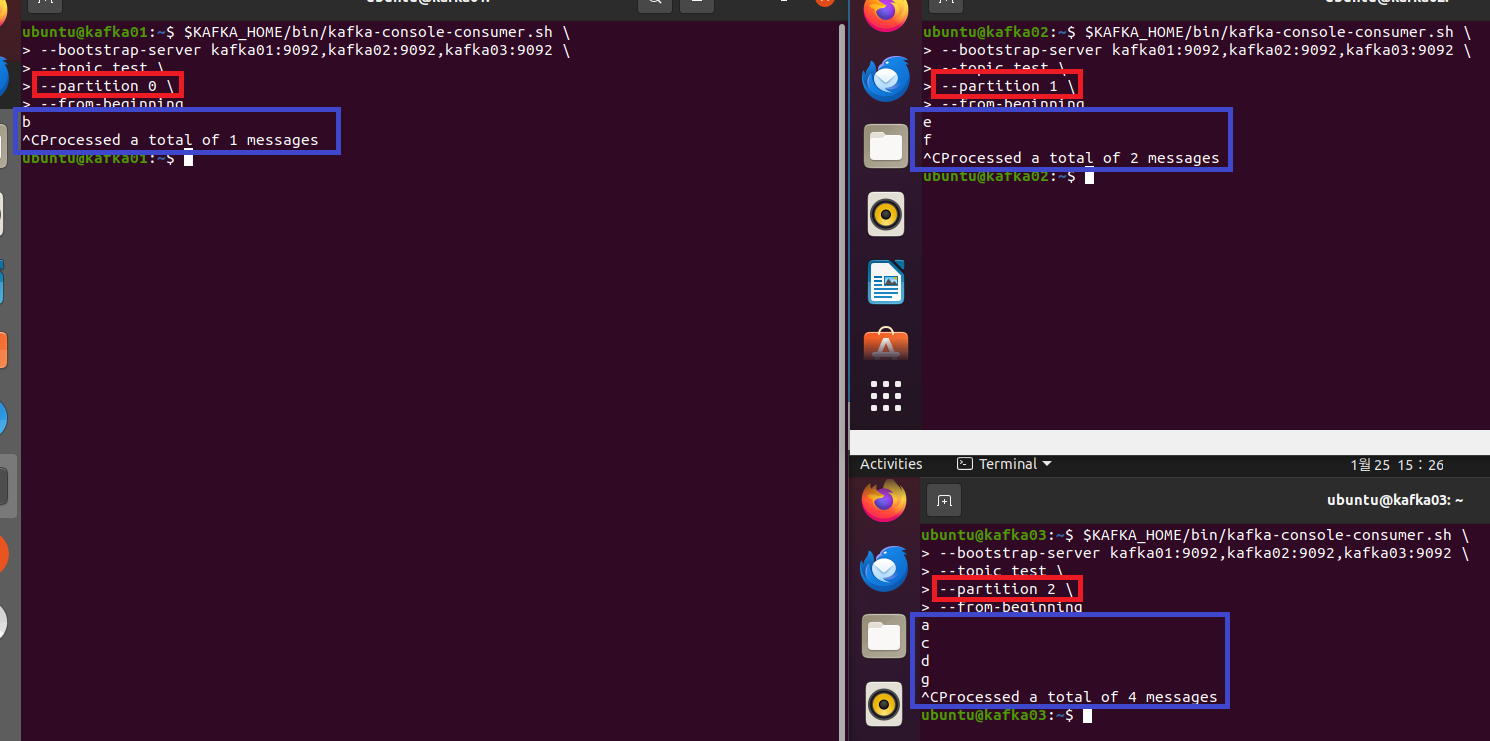 ubuntu@kafka01:~$ $KAFKA_HOME/bin/kafka-console-consumer.sh \
> --bootstrap-server kafka01:9092,kafka02:9092,kafka03:9092 \
> --topic test \
> --partition 0 \
> --from-beginning
b
^CProcessed a total of 1 messages
ubuntu@kafka01:~$
ubuntu@kafka02:~$ $KAFKA_HOME/bin/kafka-console-consumer.sh \
> --bootstrap-server kafka01:9092,kafka02:9092,kafka03:9092 \
> --topic test \
> --partition 1 \
> --from-beginning
e
f
^CProcessed a total of 2 messages
ubuntu@kafka02:~$
Activities
Terminal
1월 25 15 : 26
ubuntu@kafka03: ~
ubuntu@kafka03:~$ $KAFKA_HOME/bin/kafka-console-consumer.sh \
> --bootstrap-server kafka01:9092,kafka02:9092,kafka03:9092 \
> --topic test \
> --partition 2 \
> --from-beginning
a
c
d
g
^CProcessed a total of 4 messages
ubuntu@kafka03:~$